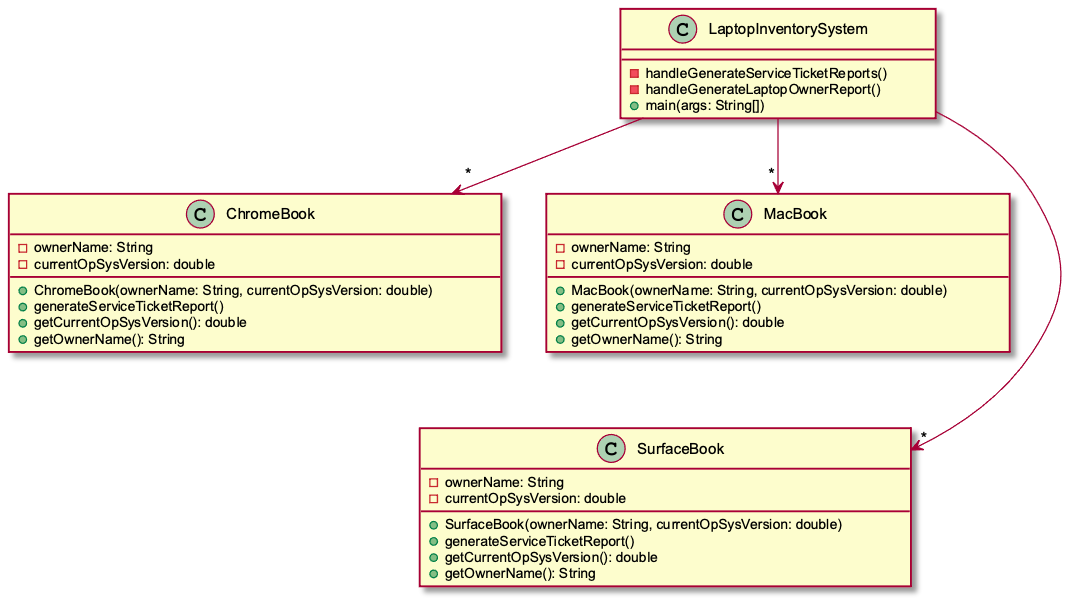 C LaptopInventorySystem
handleGenerateServiceTicketReports()
handleGenerateLaptopOwnerReport()
main(args: String[])
*
*
C ChromeBook
ownerName: String
currentOpSysVersion: double
ChromeBook(ownerName: String, currentOpSysVersion: double)
generateServiceTicketReport()
getCurrentOpSysVersion(): double
getOwnerName(): String
C MacBook
ownerName: String
currentOpSysVersion: double
MacBook(ownerName: String, currentOpSysVersion: double)
generateServiceTicketReport()
getCurrentOpSysVersion(): double
getOwnerName(): String
*
C SurfaceBook
ownerName: String
currentOpSysVersion: double
SurfaceBook(ownerName: String, currentOpSysVersion: double)
generateServiceTicketReport()
getCurrentOpSysVersion(): double
getOwnerName(): String